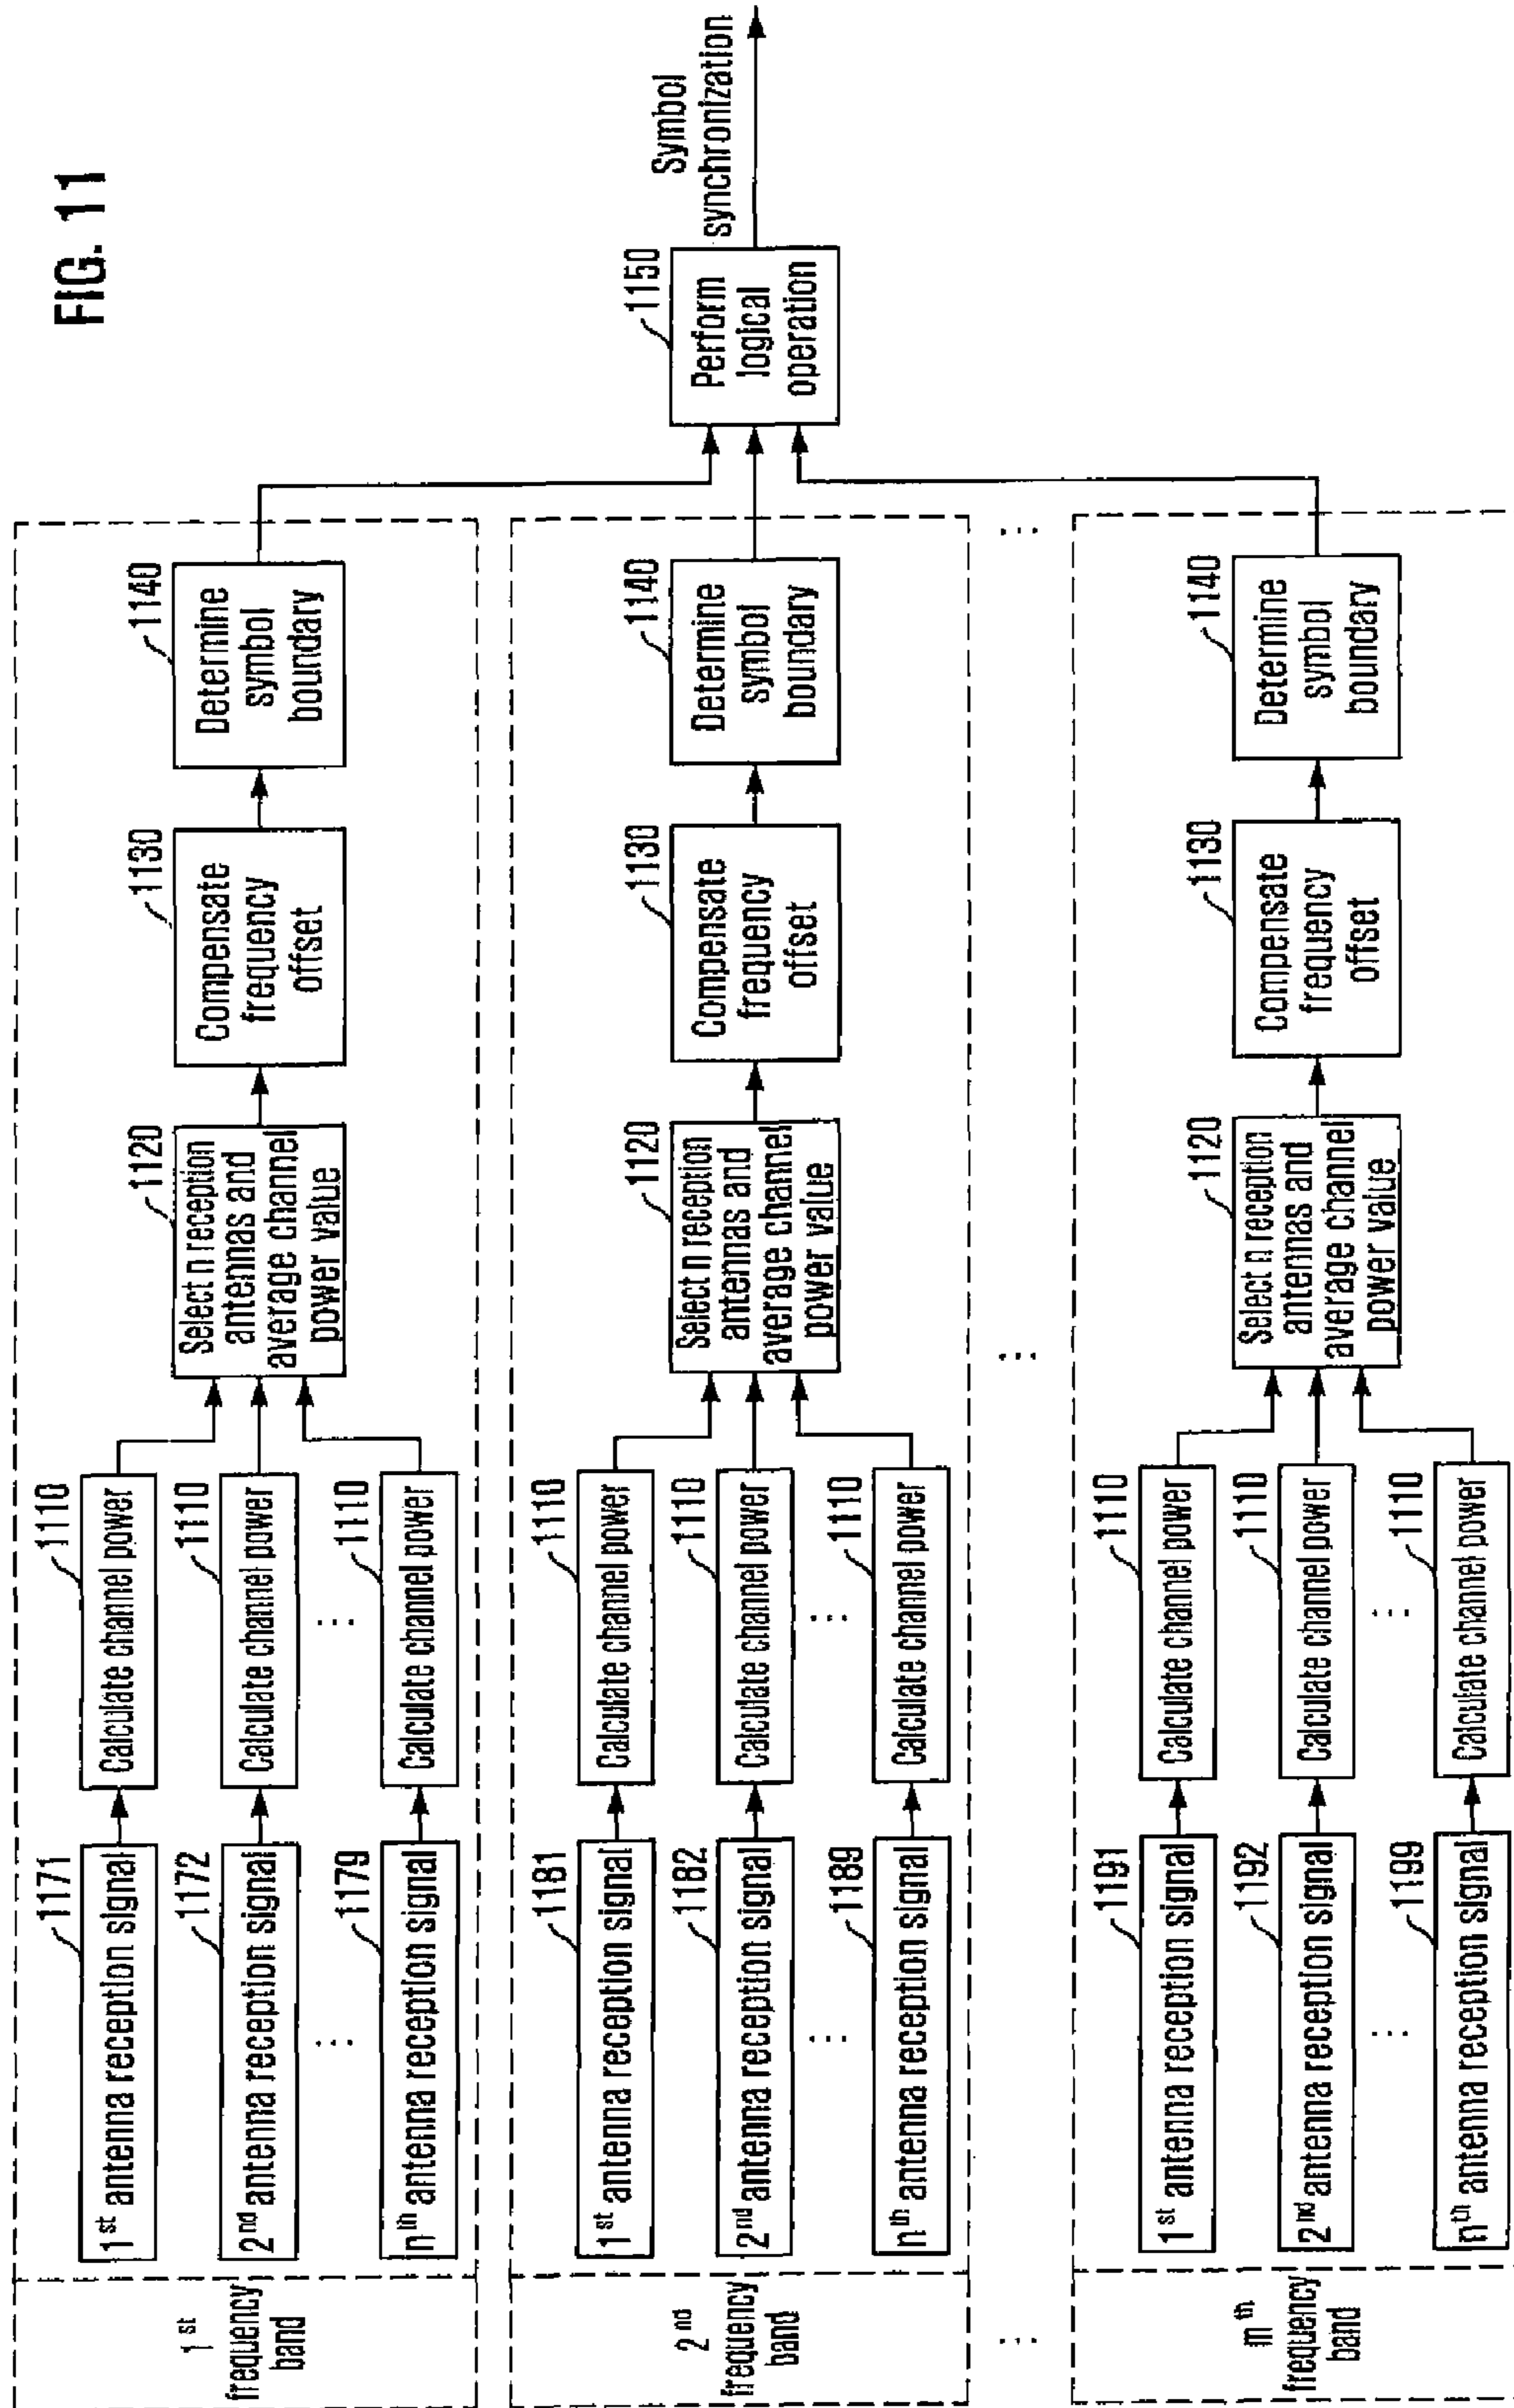 FIG. 11
1st
frequency
band
1171
1st antenna reception signal
1110
Calculate channel power
1172
2nd antenna reception signal
1110
Calculate channel power
⋮
⋮
1179
nth antenna reception signal
1110
Calculate channel power
1120
Select n reception
antennas and
average channel
power value
1130
Compensate
frequency
offset
1140
Determine
symbol
boundary
2nd
frequency
band
1181
1st antenna reception signal
1110
Calculate channel power
1182
2nd antenna reception signal
1110
Calculate channel power
⋮
⋮
1189
nth antenna reception signal
1110
Calculate channel power
1120
Select n reception
antennas and
average channel
power value
1130
Compensate
frequency
offset
1140
Determine
symbol
boundary
1150
Perform
logical
operation
Symbol
synchronization
⋮
⋮
⋮
mth
frequency
band
1191
1st antenna reception signal
1110
Calculate channel power
1192
2nd antenna reception signal
1110
Calculate channel power
⋮
⋮
1199
nth antenna reception signal
1110
Calculate channel power
1120
Select n reception
antennas and
average channel
power value
1130
Compensate
frequency
offset
1140
Determine
symbol
boundary